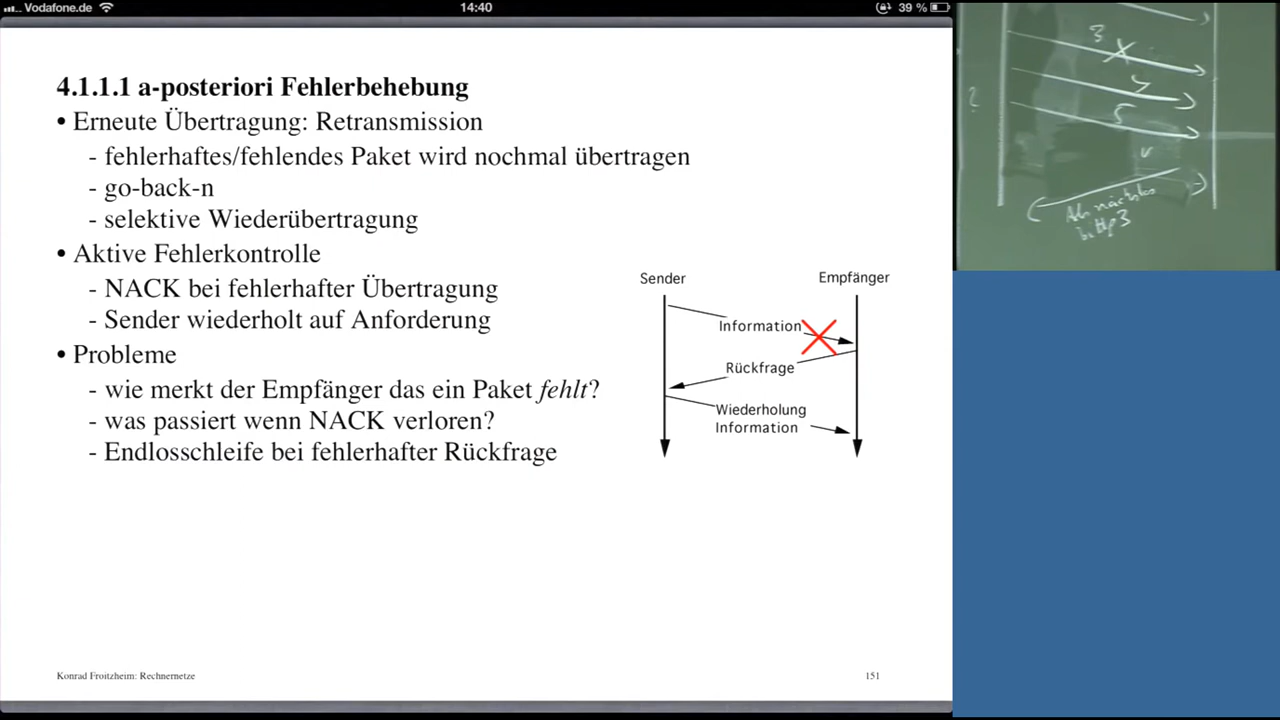 Vodafone.de 14:40 39 %
4.1.1.1 a-posteriori Fehlerbehebung
• Erneute Übertragung: Retransmission
- fehlerhaftes/fehlendes Paket wird nochmal übertragen
- go-back-n
- selektive Wiederübertragung
• Aktive Fehlerkontrolle
- NACK bei fehlerhafter Übertragung
- Sender wiederholt auf Anforderung
• Probleme
- wie merkt der Empfänger das ein Paket fehlt?
- was passiert wenn NACK verloren?
- Endlosschleife bei fehlerhafter Rückfrage
Sender Empfänger
Information
Rückfrage
Wiederholung
Information
Konrad Froitzheim: Rechnernetze 151
3
5